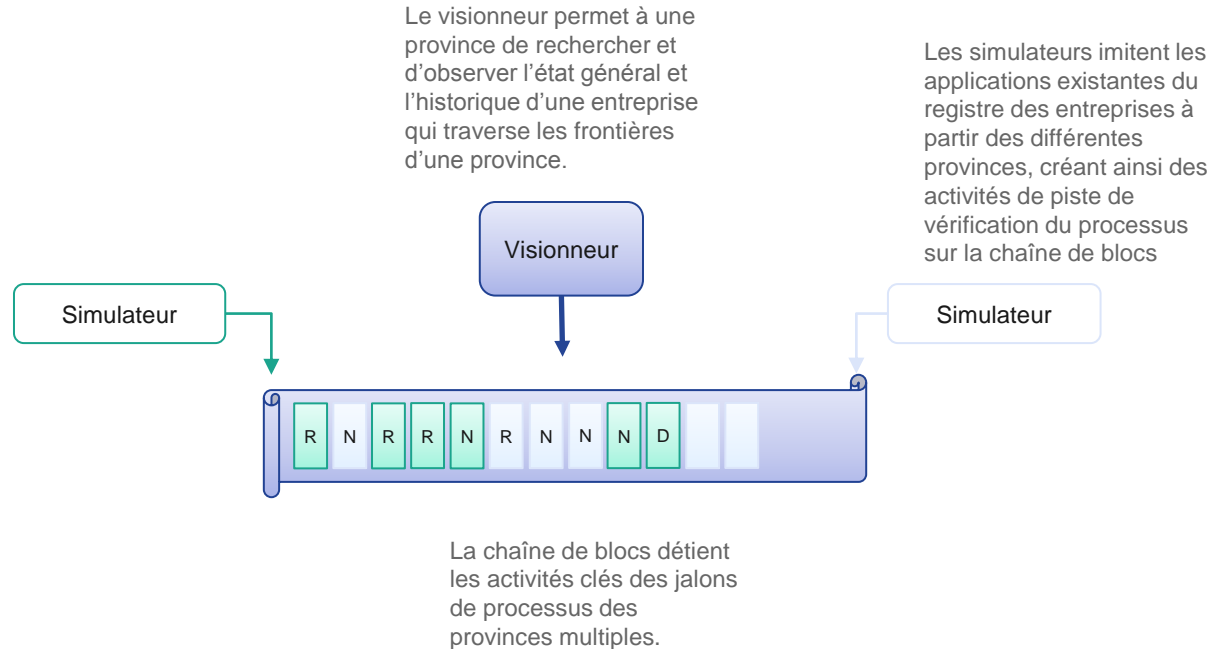 Le visionneur permet à une
province de rechercher et
d’observer l’état général et
l’historique d’une entreprise
qui traverse les frontières
d’une province.
Les simulateurs imitent les
applications existantes du
registre des entreprises à
partir des différentes
provinces, créant ainsi des
activités de piste de
vérification du processus
sur la chaîne de blocs
Visionneur
Simulateur
Simulateur
R N R R N R N N N D
La chaîne de blocs détient
les activités clés des jalons
de processus des
provinces multiples.